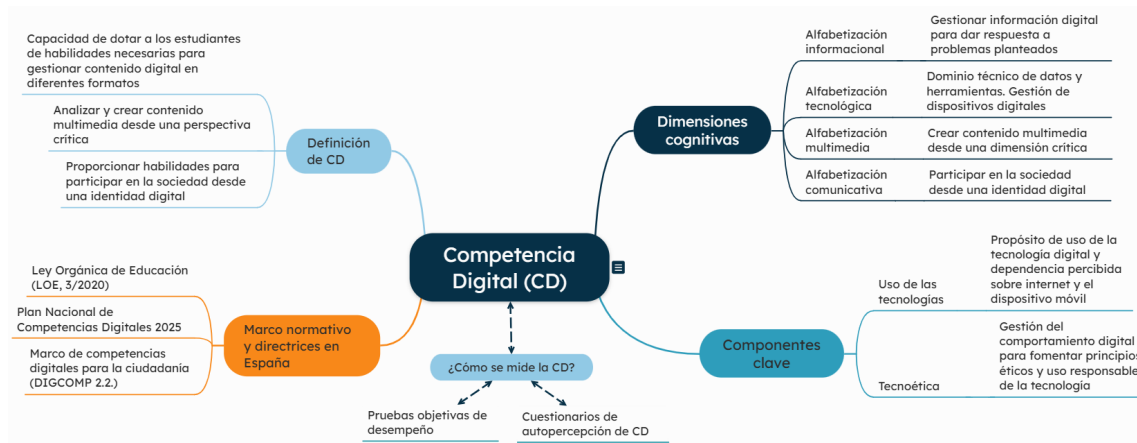 Capacidad de dotar a los estudiantes
de habilidades necesarias para
gestionar contenido digital en
diferentes formatos
Analizar y crear contenido
multimedia desde una perspectiva
crítica
Proporcionar habilidades para
participar en la sociedad desde
una identidad digital
Definición
de CD
Ley Orgánica de Educación
(LOE, 3/2020)
Plan Nacional de
Competencias Digitales 2025
Marco de competencias
digitales para la ciudadanía
(DIGCOMP 2.2.)
Marco normativo
y directrices en
España
Competencia
Digital (CD)
¿Cómo se mide la CD?
Pruebas objetivas de
desempeño
Cuestionarios de
autopercepción de CD
Dimensiones
cognitivas
Alfabetización
informacional
Gestionar información digital
para dar respuesta a
problemas planteados
Alfabetización
tecnológica
Dominio técnico de datos y
herramientas. Gestión de
dispositivos digitales
Alfabetización
multimedia
Crear contenido multimedia
desde una dimensión crítica
Alfabetización
comunicativa
Participar en la sociedad
desde una identidad digital
Componentes
clave
Uso de las
tecnologías
Propósito de uso de la
tecnología digital y
dependencia percibida
sobre internet y el
dispositivo móvil
Tecnoética
Gestión del
comportamiento digital
para fomentar principios
éticos y uso responsable
de la tecnología